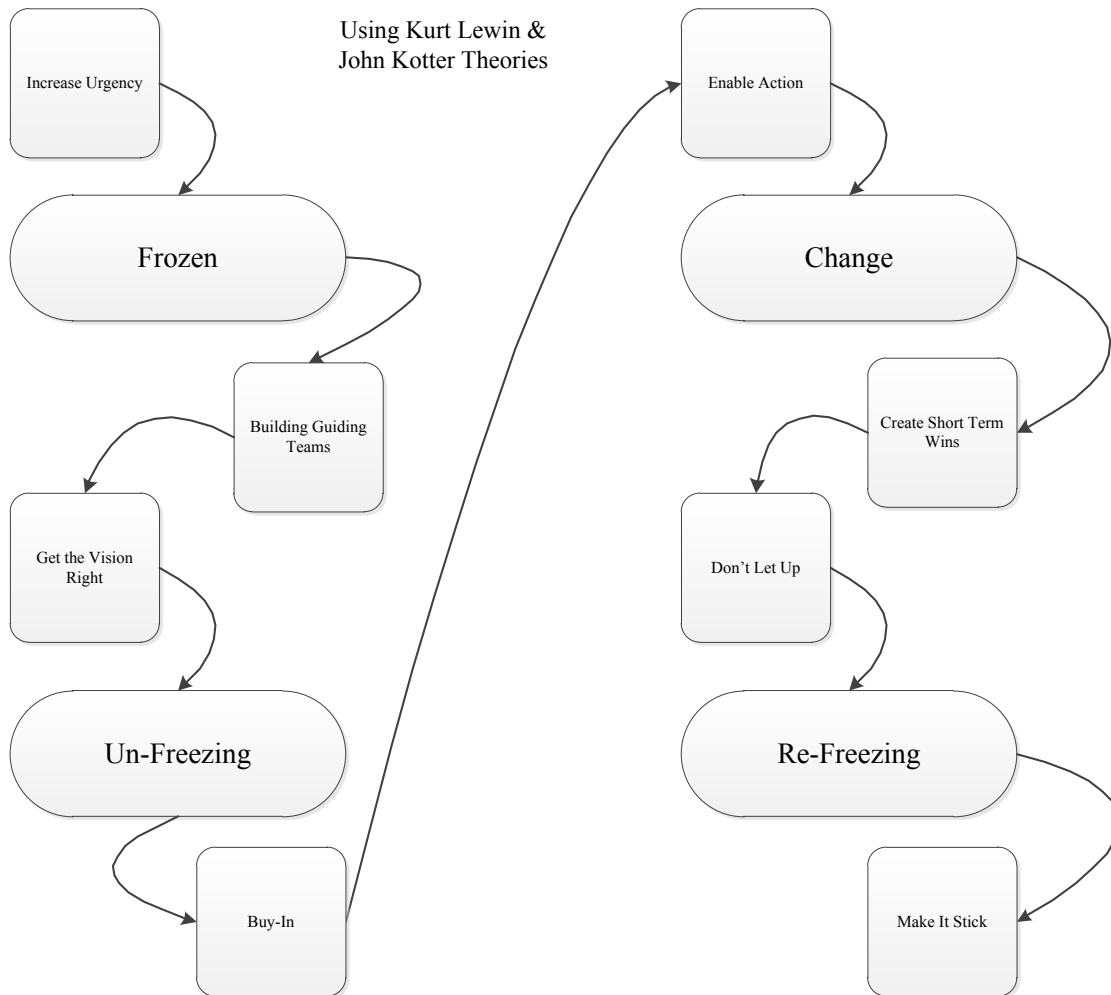 Using Kurt Lewin &
John Kotter Theories
Increase Urgency
Frozen
Building Guiding
Teams
Get the Vision
Right
Un-Freezing
Buy-In
Enable Action
Change
Create Short Term
Wins
Don’t Let Up
Re-Freezing
Make It Stick